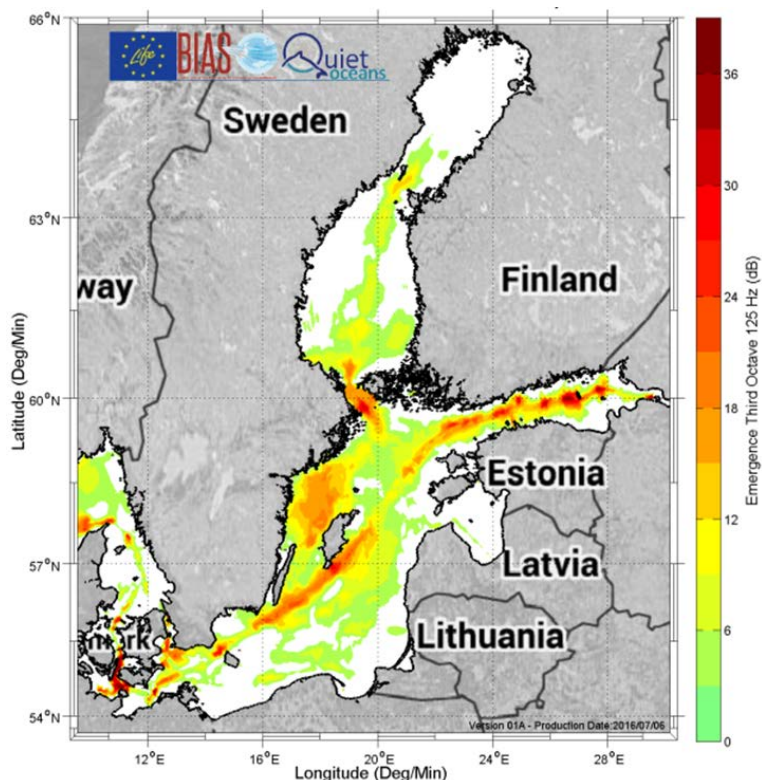 66°N
Life
BIAS
Quiet
oceans
Sweden
63°N
Finland
way
60°N
Estonia
57°N
Latvia
rk
Lithuania
54°N
Version 01A - Production Date:2016/07/06
12°E
16°E
20°E
24°E
28°E
Longitude (Deg/Min)
Latitude (Deg/Min)
36
30
24
18
12
6
0
Emergence Third Octave 125 Hz (dB)